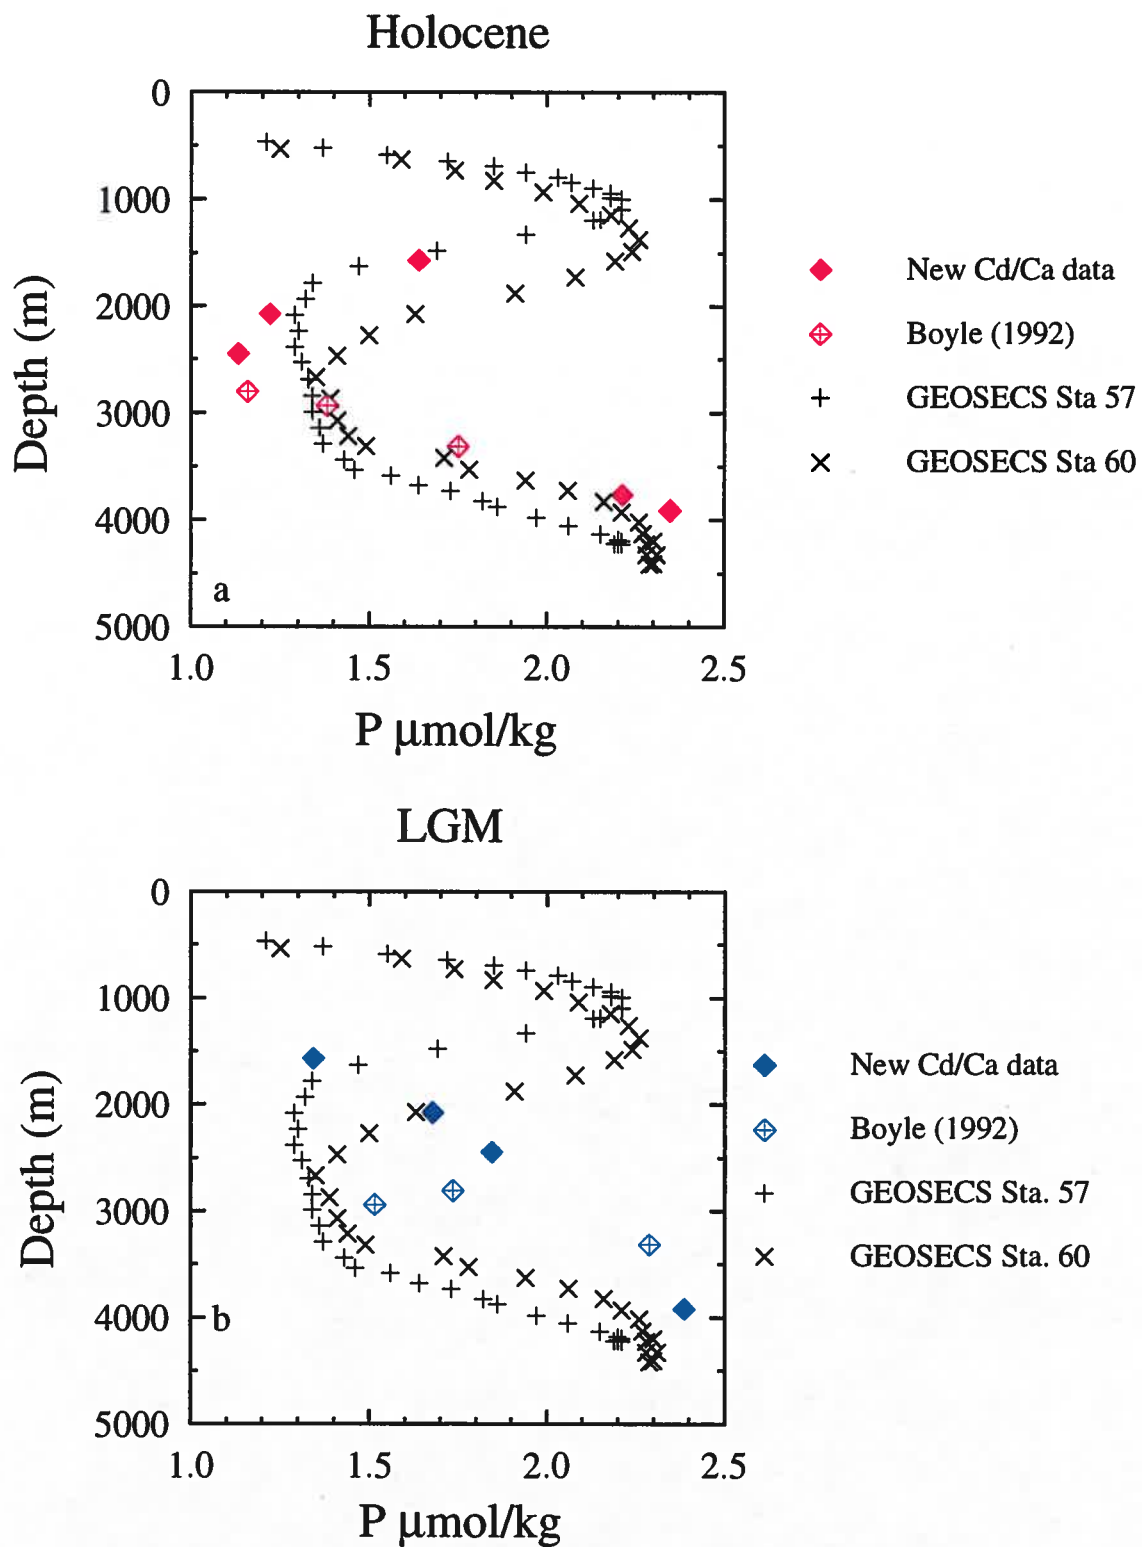 Holocene
0
1000
2000
3000
4000
5000
Depth (m)
a
1.0 1.5 2.0 2.5
P μmol/kg
New Cd/Ca data
Boyle (1992)
GEOSECS Sta 57
GEOSECS Sta 60
LGM
0
1000
2000
3000
4000
5000
Depth (m)
b
1.0 1.5 2.0 2.5
P μmol/kg
New Cd/Ca data
Boyle (1992)
GEOSECS Sta. 57
GEOSECS Sta. 60